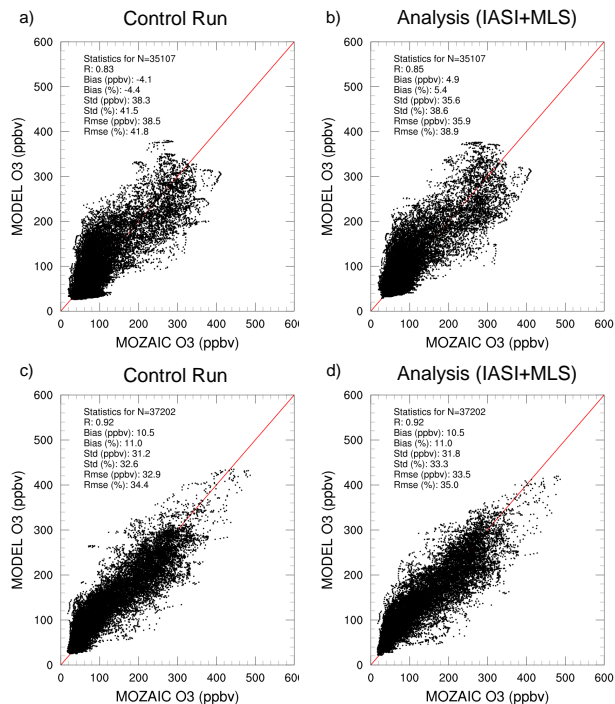 a) Control Run
600
500
400
300
200
100
0
MODEL O3 (ppbv)
Statistics for N=35107
R: 0.83
Bias (ppbv): -4.1
Bias (%): -4.4
Std (ppbv): 38.3
Std (%): 41.5
Rmse (ppbv): 38.5
Rmse (%): 41.8
0 100 200 300 400 500 600
MOZAIC O3 (ppbv)
b) Analysis (IASI+MLS)
600
500
400
300
200
100
0
MODEL O3 (ppbv)
Statistics for N=35107
R: 0.85
Bias (ppbv): 4.9
Bias (%): 5.4
Std (ppbv): 35.6
Std (%): 38.6
Rmse (ppbv): 35.9
Rmse (%): 38.9
0 100 200 300 400 500 600
MOZAIC O3 (ppbv)
c) Control Run
600
500
400
300
200
100
0
MODEL O3 (ppbv)
Statistics for N=37202
R: 0.92
Bias (ppbv): 10.5
Bias (%): 11.0
Std (ppbv): 31.2
Std (%): 32.6
Rmse (ppbv): 32.9
Rmse (%): 34.4
0 100 200 300 400 500 600
MOZAIC O3 (ppbv)
d) Analysis (IASI+MLS)
600
500
400
300
200
100
0
MODEL O3 (ppbv)
Statistics for N=37202
R: 0.92
Bias (ppbv): 10.5
Bias (%): 11.0
Std (ppbv): 31.8
Std (%): 33.3
Rmse (ppbv): 33.5
Rmse (%): 35.0
0 100 200 300 400 500 600
MOZAIC O3 (ppbv)